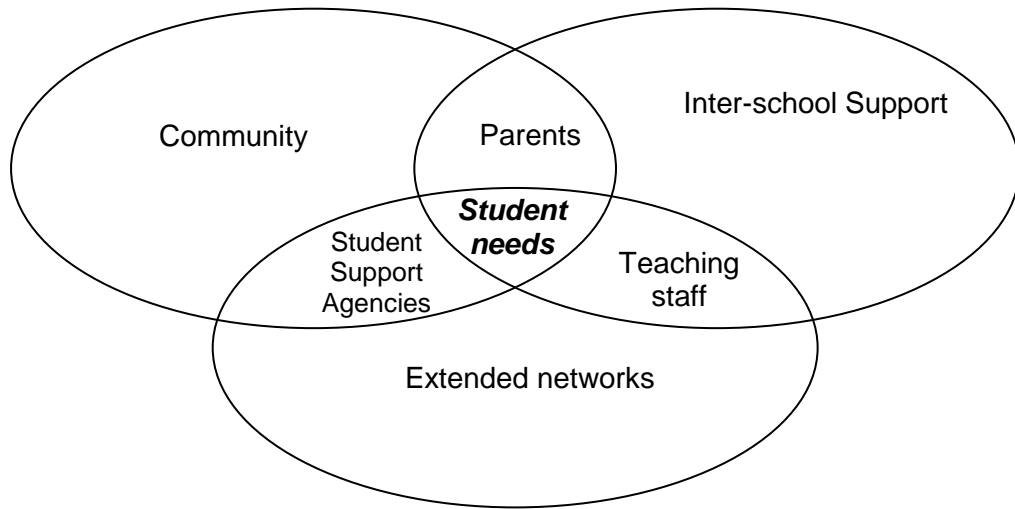 Inter-school Support
Community
Parents
Student
needs
Student
Support
Agencies
Teaching
staff
Extended networks